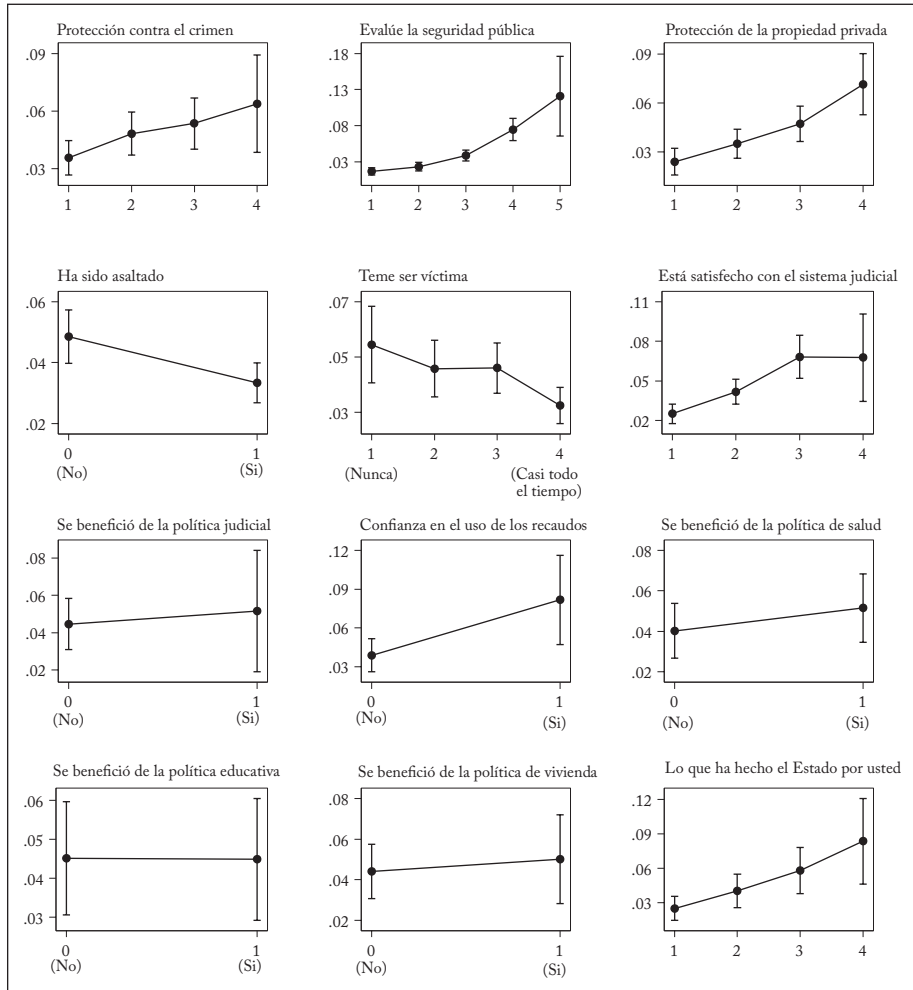 Protección contra el crimen
.09
.06
.03
1 2 3 4
Evalúe la seguridad pública
.18
.13
.08
.03
1 2 3 4 5
Protección de la propiedad privada
.09
.06
.03
1 2 3 4
Ha sido asaltado
.06
.04
.02
0 1
(No) (Si)
Teme ser víctima
.07
.05
.03
1 2 3 4
(Nunca) (Casi todo
el tiempo)
Está satisfecho con el sistema judicial
.11
.08
.05
.02
1 2 3 4
Se benefició de la política judicial
.08
.06
.04
.02
0 1
(No) (Si)
Confianza en el uso de los recaudos
.12
.09
.06
.03
0 1
(No) (Si)
Se benefició de la política de salud
.08
.06
.04
.02
0 1
(No) (Si)
Se benefició de la política educativa
.06
.05
.04
.03
0 1
(No) (Si)
Se benefició de la política de vivienda
.08
.06
.04
.02
0 1
(No) (Si)
Lo que ha hecho el Estado por usted
.12
.09
.06
.03
1 2 3 4